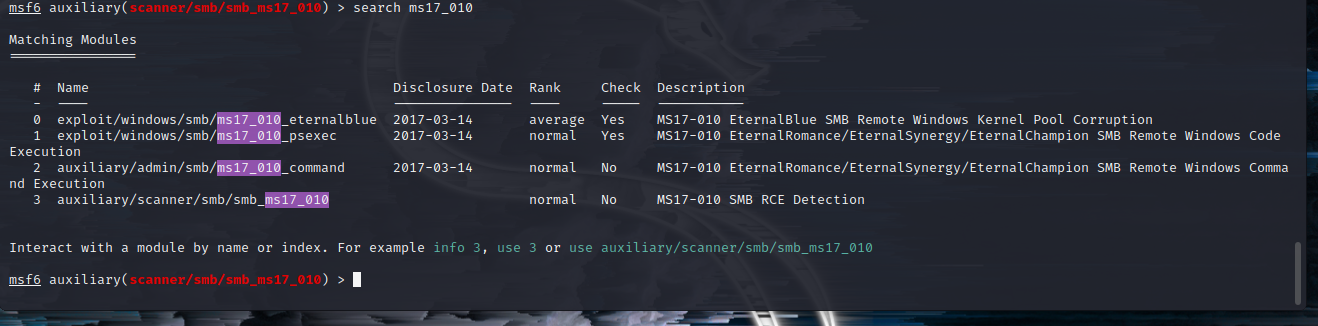 msf6 auxiliary(scanner/smb/smb_ms17_010) > search ms17_010
Matching Modules
================
#  Name                                      Disclosure Date  Rank     Check  Description
-  ----                                      ---------------  ----     -----  -----------
0  exploit/windows/smb/ms17_010_eternalblue  2017-03-14       average  Yes    MS17-010 EternalBlue SMB Remote Windows Kernel Pool Corruption
1  exploit/windows/smb/ms17_010_psexec       2017-03-14       normal   Yes    MS17-010 EternalRomance/EternalSynergy/EternalChampion SMB Remote Windows Code
Execution
2  auxiliary/admin/smb/ms17_010_command      2017-03-14       normal   No     MS17-010 EternalRomance/EternalSynergy/EternalChampion SMB Remote Windows Comma
nd Execution
3  auxiliary/scanner/smb/smb_ms17_010                         normal   No     MS17-010 SMB RCE Detection
Interact with a module by name or index. For example info 3, use 3 or use auxiliary/scanner/smb/smb_ms17_010
msf6 auxiliary(scanner/smb/smb_ms17_010) >